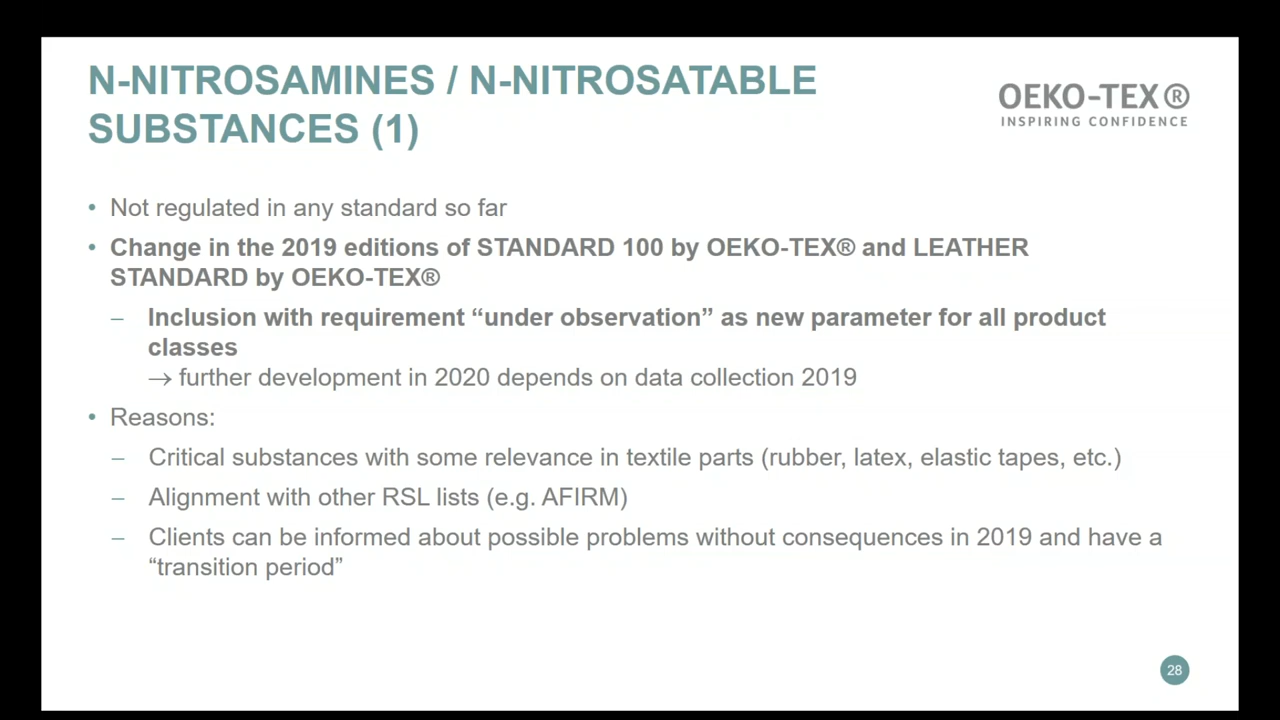 N-NITROSAMINES / N-NITROSATABLE
SUBSTANCES (1)
OEKO-TEX®
INSPIRING CONFIDENCE
• Not regulated in any standard so far
• Change in the 2019 editions of STANDARD 100 by OEKO-TEX® and LEATHER
STANDARD by OEKO-TEX®
– Inclusion with requirement “under observation” as new parameter for all product
classes
→ further development in 2020 depends on data collection 2019
• Reasons:
– Critical substances with some relevance in textile parts (rubber, latex, elastic tapes, etc.)
– Alignment with other RSL lists (e.g. AFIRM)
– Clients can be informed about possible problems without consequences in 2019 and have a
“transition period”
28